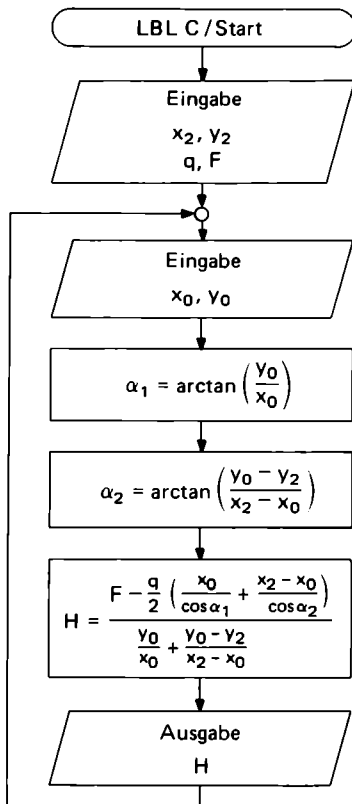 LBL C/Start
Eingabe
x₂, y₂
q, F
Eingabe
x₀, y₀
α₁ = arctan (y₀/x₀)
α₂ = arctan ((y₀ − y₂)/(x₂ − x₀))
H = (F − q/2 (x₀/cos α₁ + (x₂ − x₀)/cos α₂))/(y₀/x₀ + (y₀ − y₂)/(x₂ − x₀))
Ausgabe
H